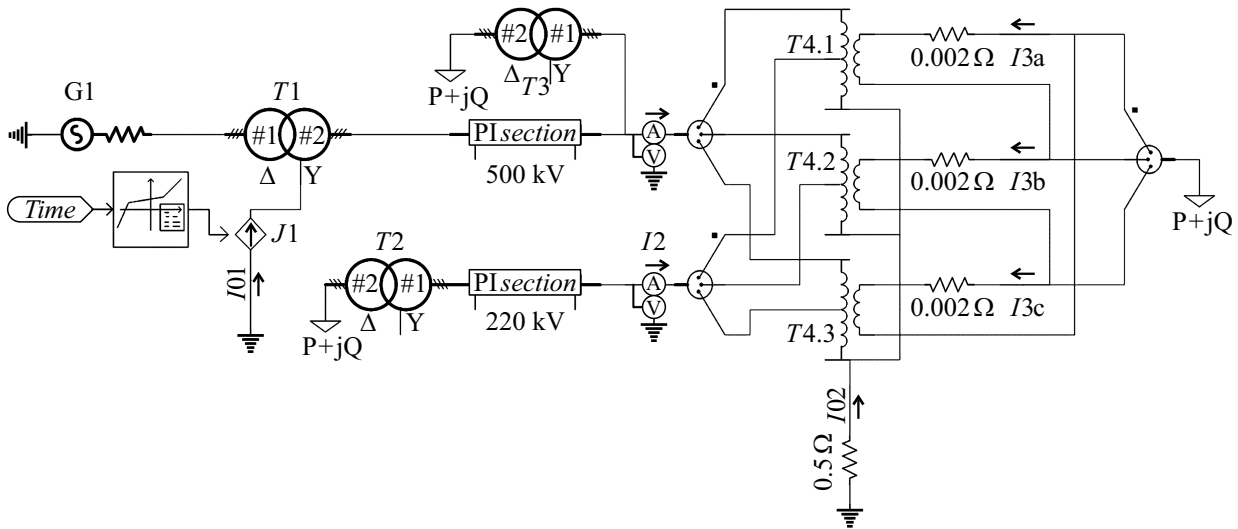 G1
T1
#1 #2
Δ Y
Time
J1
I01
P+jQ
#2 #1
Δ T3 Y
PI section
500 kV
A
V
T2
#2 #1
Δ Y
P+jQ
PI section
220 kV
I2
A
V
T4.1
T4.2
T4.3
0.002 Ω I3a
0.002 Ω I3b
0.002 Ω I3c
P+jQ
I02
0.5 Ω